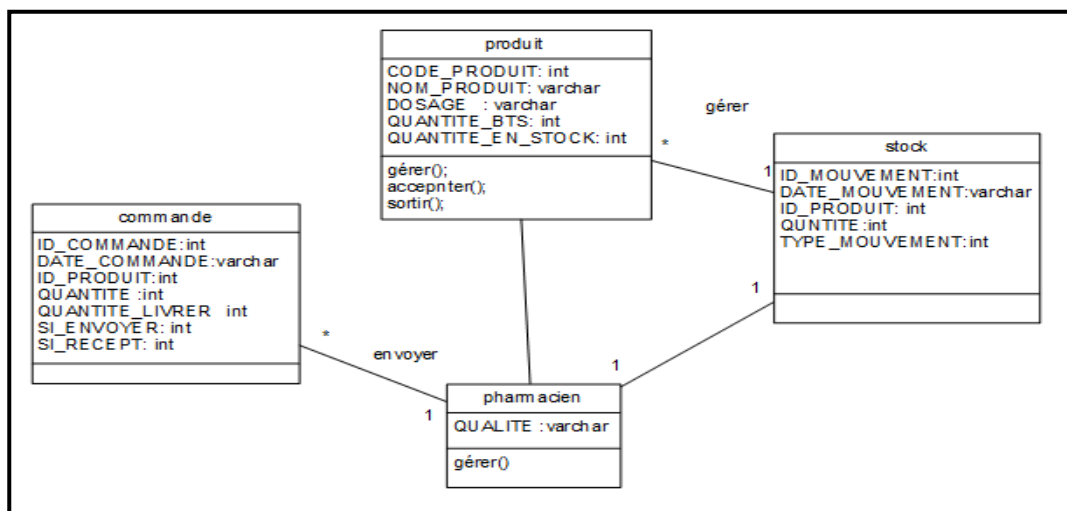 produit
CODE_PRODUIT: int
NOM_PRODUIT: varchar
DOSAGE : varchar
QUANTITE_BTS: int
QUANTITE_EN_STOCK: int
gérer();
accepnter();
sortir();
gérer
*
1
stock
ID_MOUVEMENT:int
DATE_MOUVEMENT:varchar
ID_PRODUIT: int
QUNTITE:int
TYPE_MOUVEMENT:int
1
commande
ID_COMMANDE:int
DATE_COMMANDE:varchar
ID_PRODUIT:int
QUANTITE :int
QUANTITE_LIVRER int
SI_ENVOYER: int
SI_RECEPT: int
*
envoyer
1
1
pharmacien
QUALITE : varchar
gérer()